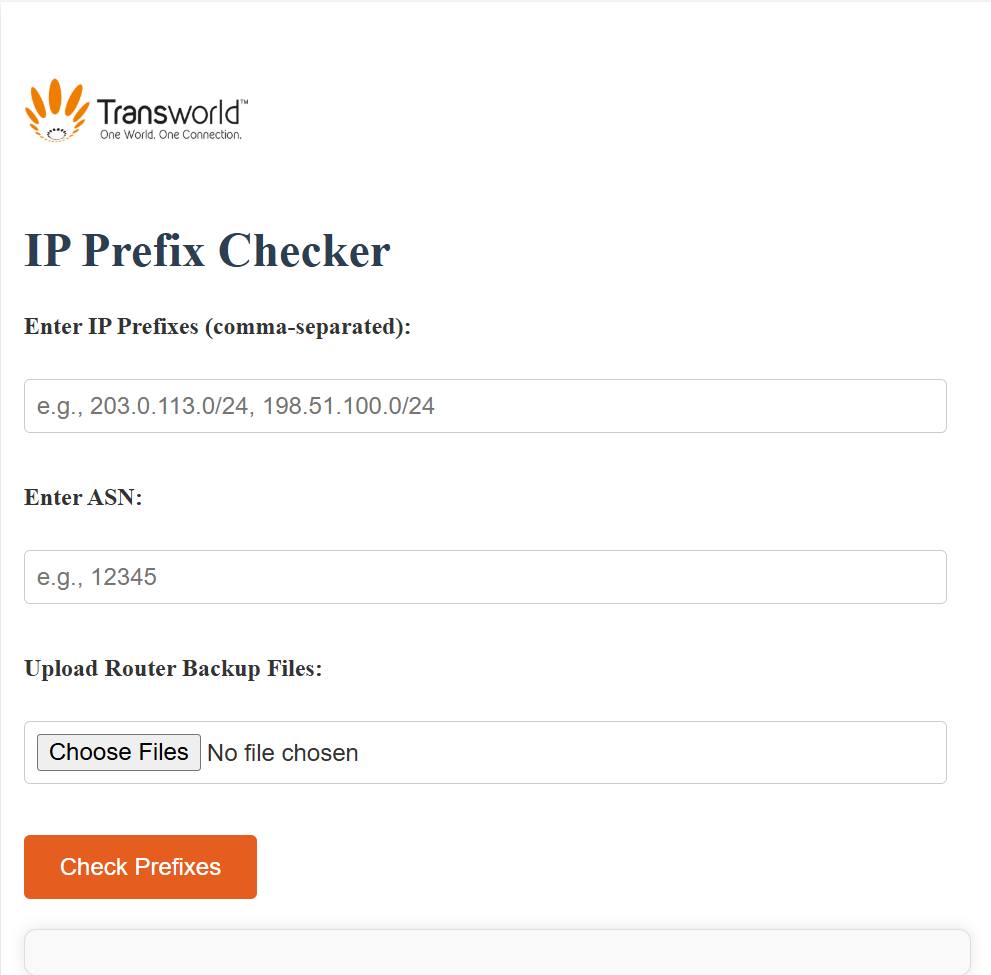 Transworld™
One World. One Connection.
IP Prefix Checker
Enter IP Prefixes (comma-separated):
e.g., 203.0.113.0/24, 198.51.100.0/24
Enter ASN:
e.g., 12345
Upload Router Backup Files:
Choose Files No file chosen
Check Prefixes